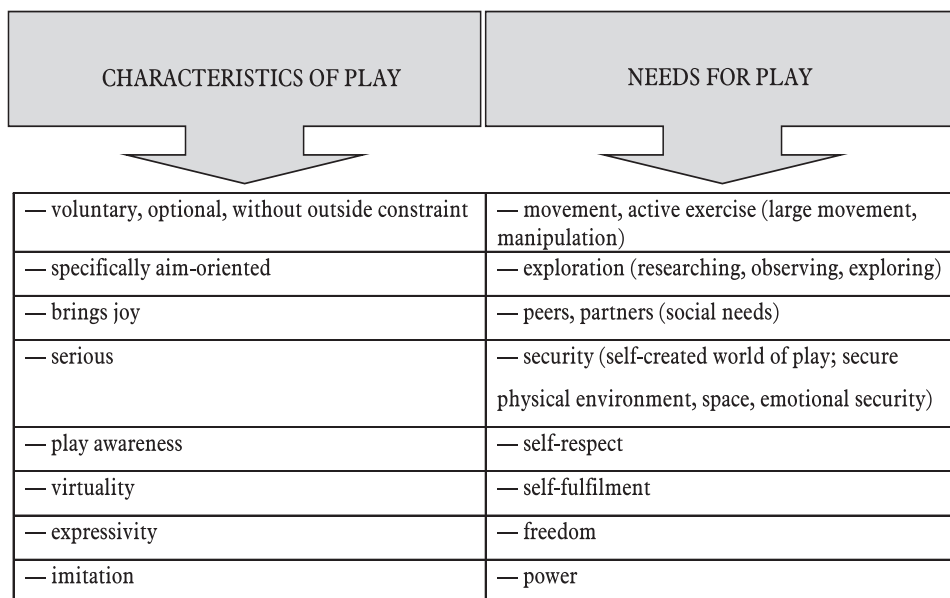 CHARACTERISTICS OF PLAY
NEEDS FOR PLAY
— voluntary, optional, without outside constraint
— movement, active exercise (large movement,
manipulation)
— specifically aim-oriented
— exploration (researching, observing, exploring)
— brings joy
— peers, partners (social needs)
— serious
— security (self-created world of play; secure
physical environment, space, emotional security)
— play awareness
— self-respect
— virtuality
— self-fulfilment
— expressivity
— freedom
— imitation
— power